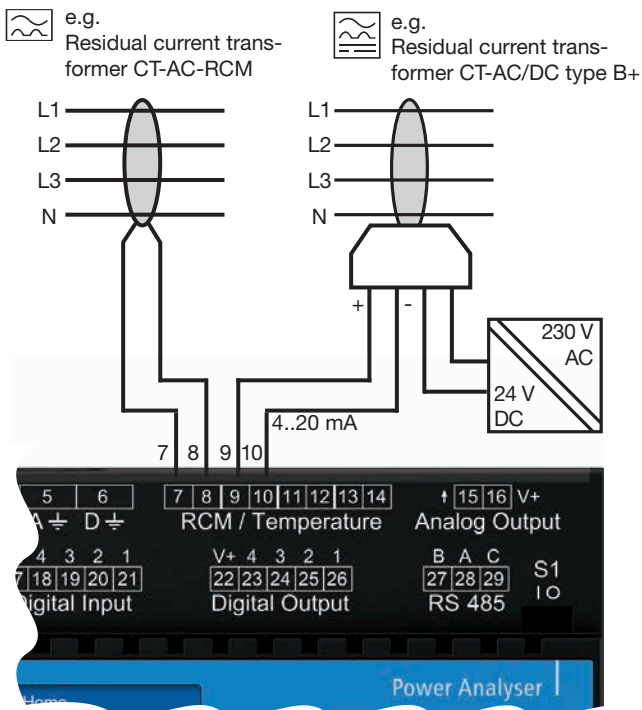 e.g.
Residual current trans-
former CT-AC-RCM
e.g.
Residual current trans-
former CT-AC/DC type B+
L1
L2
L3
N
L1
L2
L3
N
+ -
230 V
AC
24 V
DC
4..20 mA
7 8 9 10
5 6
A D
7 8 9 10 11 12 13 14
RCM / Temperature
15 16 V+
Analog Output
4 3 2 1
18 19 20 21
Digital Input
V+ 4 3 2 1
22 23 24 25 26
Digital Output
B A C
27 28 29
RS 485
S1
I O
Home
Power Analyser